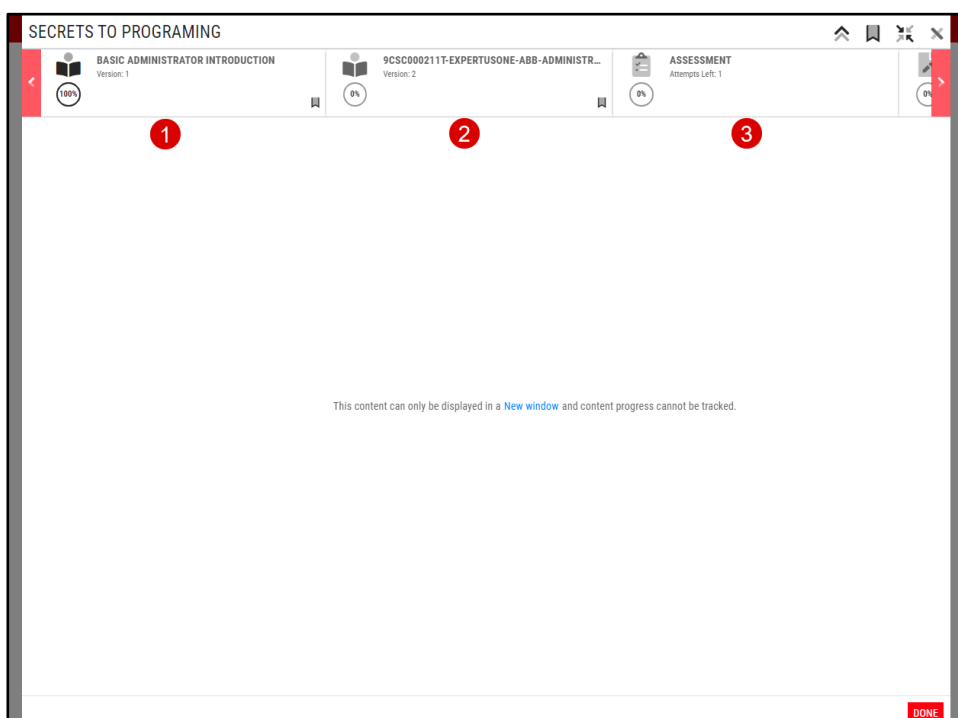 SECRETS TO PROGRAMING
BASIC ADMINISTRATOR INTRODUCTION
Version: 1
100%
9CSC000211T-EXPERTUSONE-ABB-ADMINISTR...
Version: 2
0%
ASSESSMENT
Attempts Left: 1
0%
1
2
3
This content can only be displayed in a New window and content progress cannot be tracked.
DONE